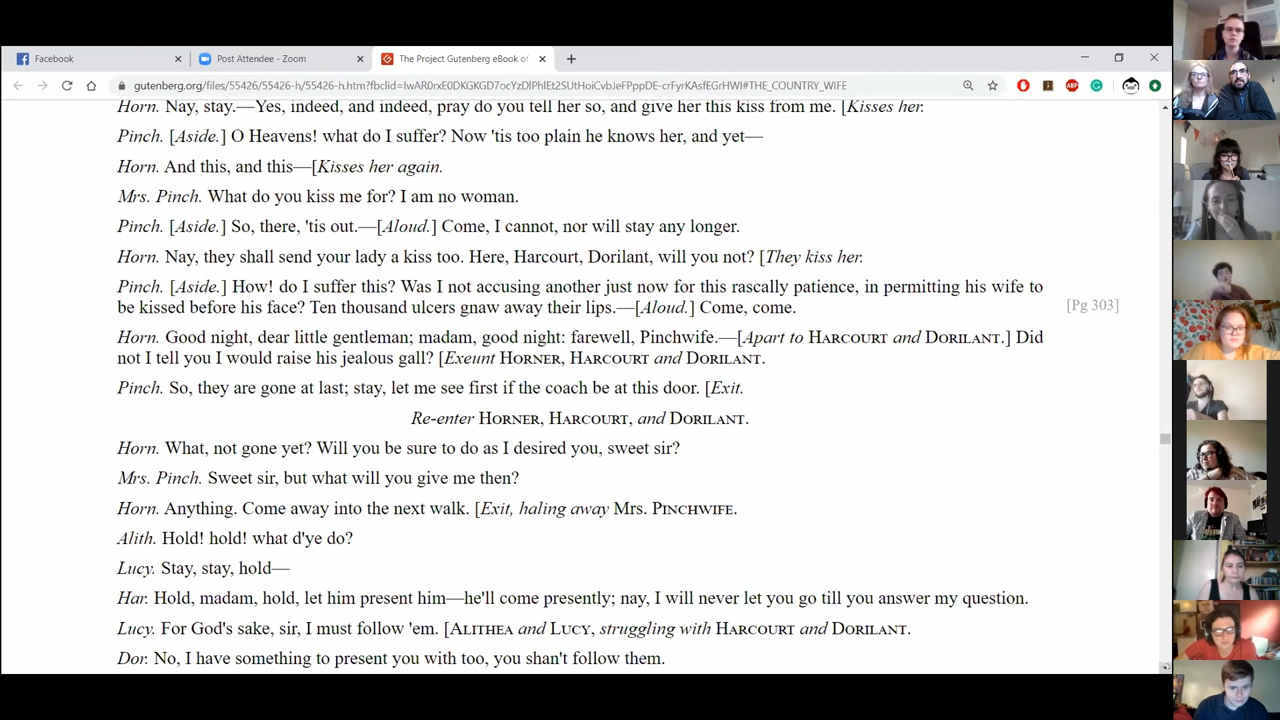 Facebook
Post Attendee - Zoom
The Project Gutenberg eBook of
gutenberg.org/files/55426/55426-h/55426-h.htm?fbclid=IwAR0rxE0DKGKGD7ocYzDlPhlEt2SUtHoiCvbJeFPppDE-crFyrKAsfEGrHWI#THE_COUNTRY_WIFE
ABP
Horn. Nay, stay.—Yes, indeed, and indeed, pray do you tell her so, and give her this kiss from me. [Kisses her.
Pinch. [Aside.] O Heavens! what do I suffer? Now 'tis too plain he knows her, and yet—
Horn. And this, and this—[Kisses her again.
Mrs. Pinch. What do you kiss me for? I am no woman.
Pinch. [Aside.] So, there, 'tis out.—[Aloud.] Come, I cannot, nor will stay any longer.
Horn. Nay, they shall send your lady a kiss too. Here, Harcourt, Dorilant, will you not? [They kiss her.
Pinch. [Aside.] How! do I suffer this? Was I not accusing another just now for this rascally patience, in permitting his wife to
be kissed before his face? Ten thousand ulcers gnaw away their lips.—[Aloud.] Come, come.
[Pg 303]
Horn. Good night, dear little gentleman; madam, good night: farewell, Pinchwife.—[Apart to HARCOURT and DORILANT.] Did
not I tell you I would raise his jealous gall? [Exeunt HORNER, HARCOURT and DORILANT.
Pinch. So, they are gone at last; stay, let me see first if the coach be at this door. [Exit.
Re-enter HORNER, HARCOURT, and DORILANT.
Horn. What, not gone yet? Will you be sure to do as I desired you, sweet sir?
Mrs. Pinch. Sweet sir, but what will you give me then?
Horn. Anything. Come away into the next walk. [Exit, haling away Mrs. PINCHWIFE.
Alith. Hold! hold! what d'ye do?
Lucy. Stay, stay, hold—
Har. Hold, madam, hold, let him present him—he'll come presently; nay, I will never let you go till you answer my question.
Lucy. For God's sake, sir, I must follow 'em. [ALITHEA and LUCY, struggling with HARCOURT and DORILANT.
Dor. No, I have something to present you with too, you shan't follow them.